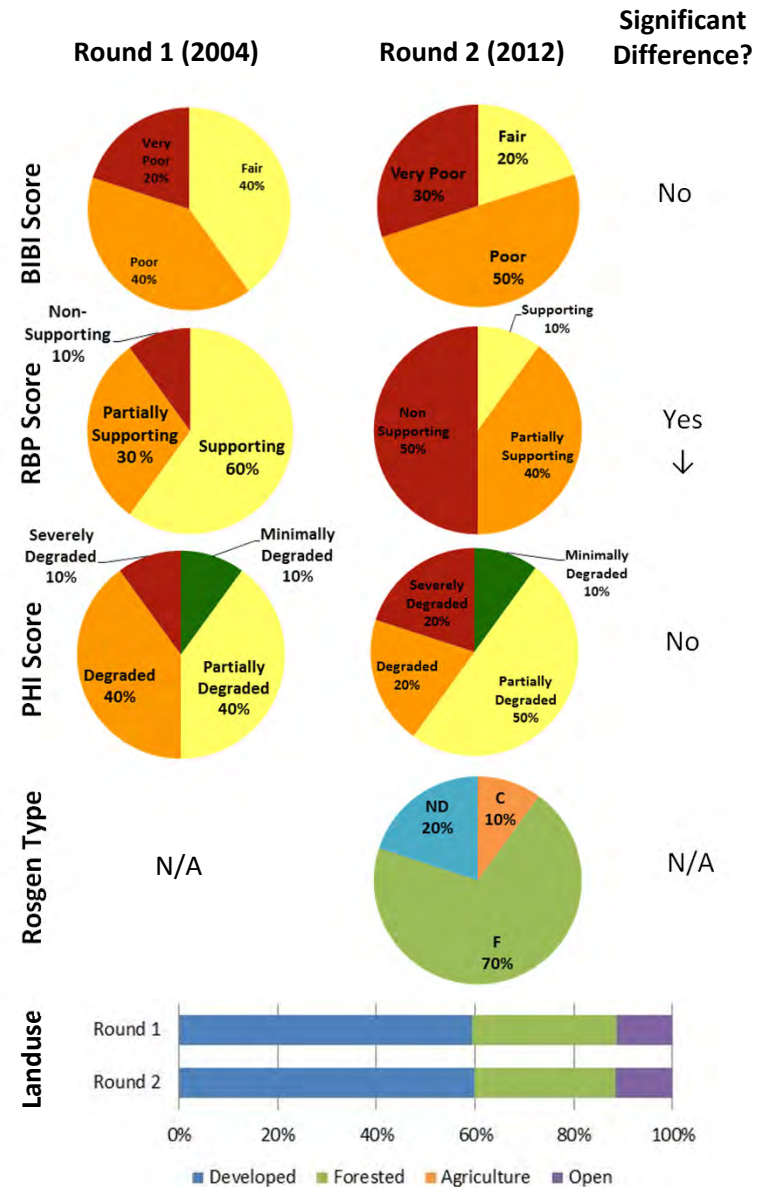 Round 1 (2004)
Round 2 (2012)
Significant
Difference?
BIBI Score
Very
Poor
20%
Fair
40%
Poor
40%
Fair
20%
Very Poor
30%
Poor
50%
No
RBP Score
Non-
Supporting
10%
Partially
Supporting
30 %
Supporting
60%
Supporting
10%
Non
Supporting
50%
Partially
Supporting
40%
Yes
↓
PHI Score
Severely
Degraded
10%
Minimally
Degraded
10%
Degraded
40%
Partially
Degraded
40%
Minimally
Degraded
10%
Severely
Degraded
20%
Degraded
20%
Partially
Degraded
50%
No
Rosgen Type
N/A
ND
20%
C
10%
F
70%
N/A
Landuse
Round 1
Round 2
0% 20% 40% 60% 80% 100%
Developed Forested Agriculture Open